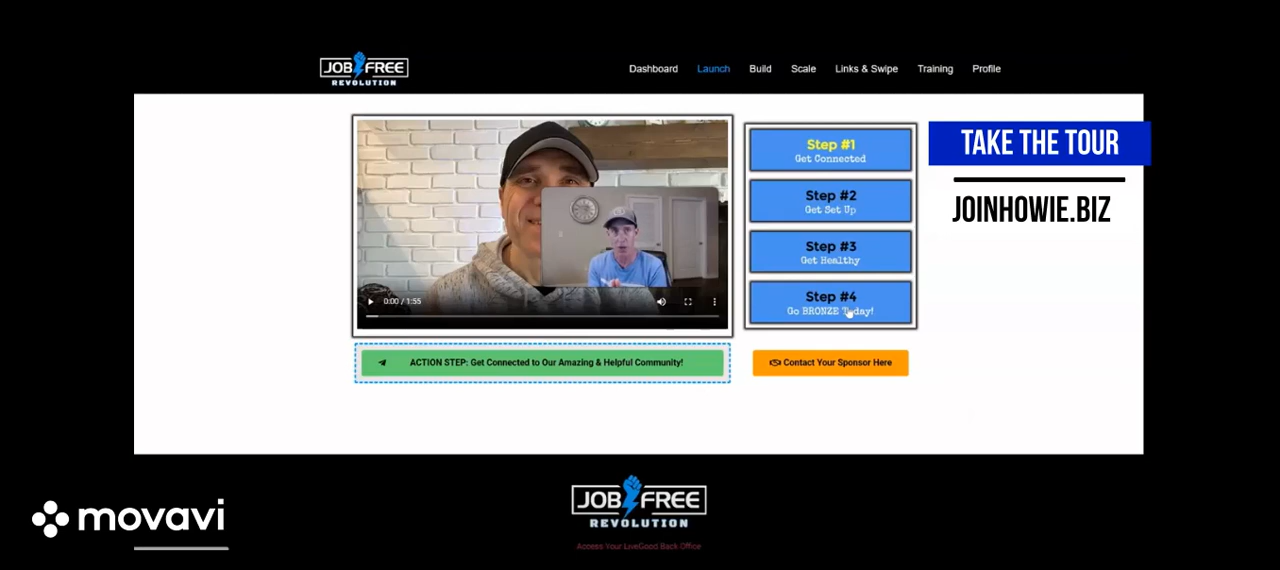 JOB FREE
REVOLUTION
Dashboard Launch Build Scale Links & Swipe Training Profile
Step #1
Get Connected
Step #2
Get Set Up
Step #3
Get Healthy
Step #4
Go BRONZE Today!
TAKE THE TOUR
JOINHOWIE.BIZ
0:00 / 1:55
ACTION STEP: Get Connected to Our Amazing & Helpful Community!
Contact Your Sponsor Here
JOB FREE
REVOLUTION
Access Your LiveGood Back Office
movavi